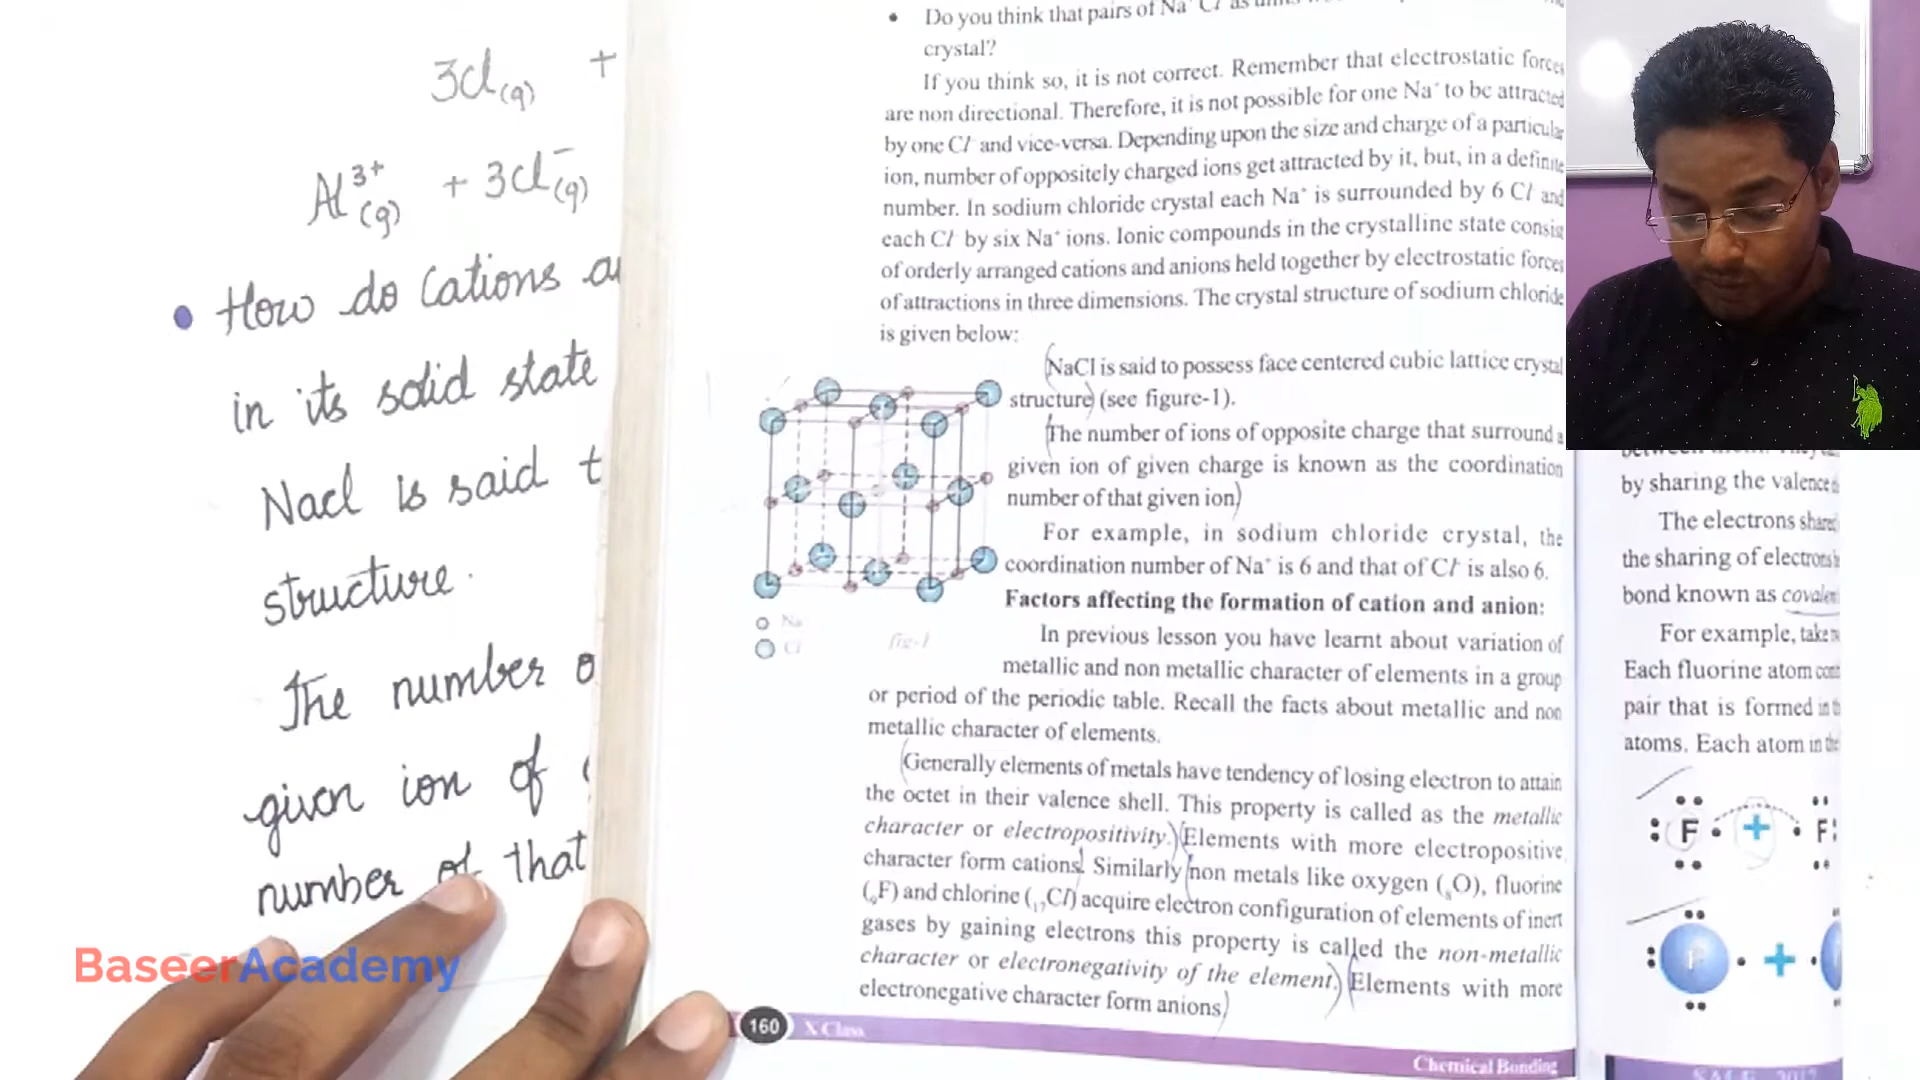 3Cl(g) +
Al3+(g) + 3Cl-(g)
• How do Cations
in its solid state
Nacl is said
structure.
The number
given ion of
number of that
BaseerAcademy
• Do you think that pairs of Na+ Cl-
crystal?
If you think so, it is not correct. Remember that electrostatic forces
are non directional. Therefore, it is not possible for one Na+ to be attracted
by one Cl- and vice-versa. Depending upon the size and charge of a particular
ion, number of oppositely charged ions get attracted by it, but, in a definite
number. In sodium chloride crystal each Na+ is surrounded by 6 Cl- and
each Cl- by six Na+ ions. Ionic compounds in the crystalline state consist
of orderly arranged cations and anions held together by electrostatic forces
of attractions in three dimensions. The crystal structure of sodium chloride
is given below:
NaCl is said to possess face centered cubic lattice crystal
structure (see figure-1).
The number of ions of opposite charge that surround a
given ion of given charge is known as the coordination
number of that given ion
For example, in sodium chloride crystal, the
coordination number of Na+ is 6 and that of Cl- is also 6.
Na
Cl
fig-1
Factors affecting the formation of cation and anion:
In previous lesson you have learnt about variation of
metallic and non metallic character of elements in a group
or period of the periodic table. Recall the facts about metallic and non
metallic character of elements.
Generally elements of metals have tendency of losing electron to attain
the octet in their valence shell. This property is called as the metallic
character or electropositivity. Elements with more electropositive
character form cations. Similarly non metals like oxygen (8O), fluorine
(9F) and chlorine (17Cl) acquire electron configuration of elements of inert
gases by gaining electrons this property is called the non-metallic
character or electronegativity of the element. Elements with more
electronegative character form anions.
160 X Class
Chemical Bonding
by sharing the valence
The electrons shared
the sharing of electrons
bond known as
For example, take
Each fluorine atom
pair that is formed
atoms. Each atom in the
F + F
F +